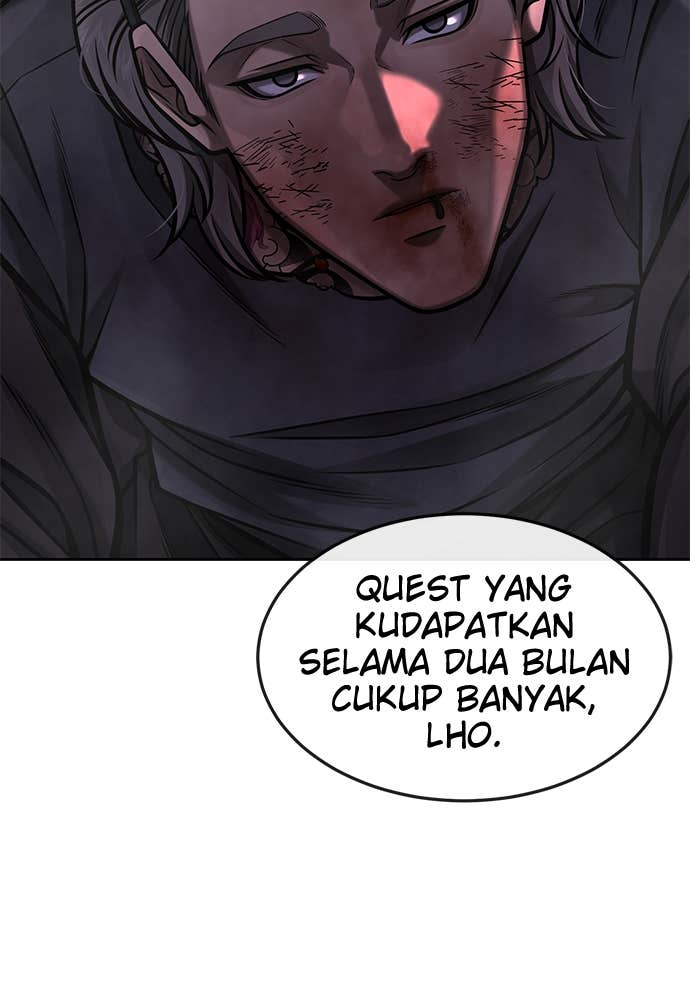 QUEST YANG
KUDAPATKAN
SELAMA DUA BULAN
CUKUP BANYAK,
LHO.